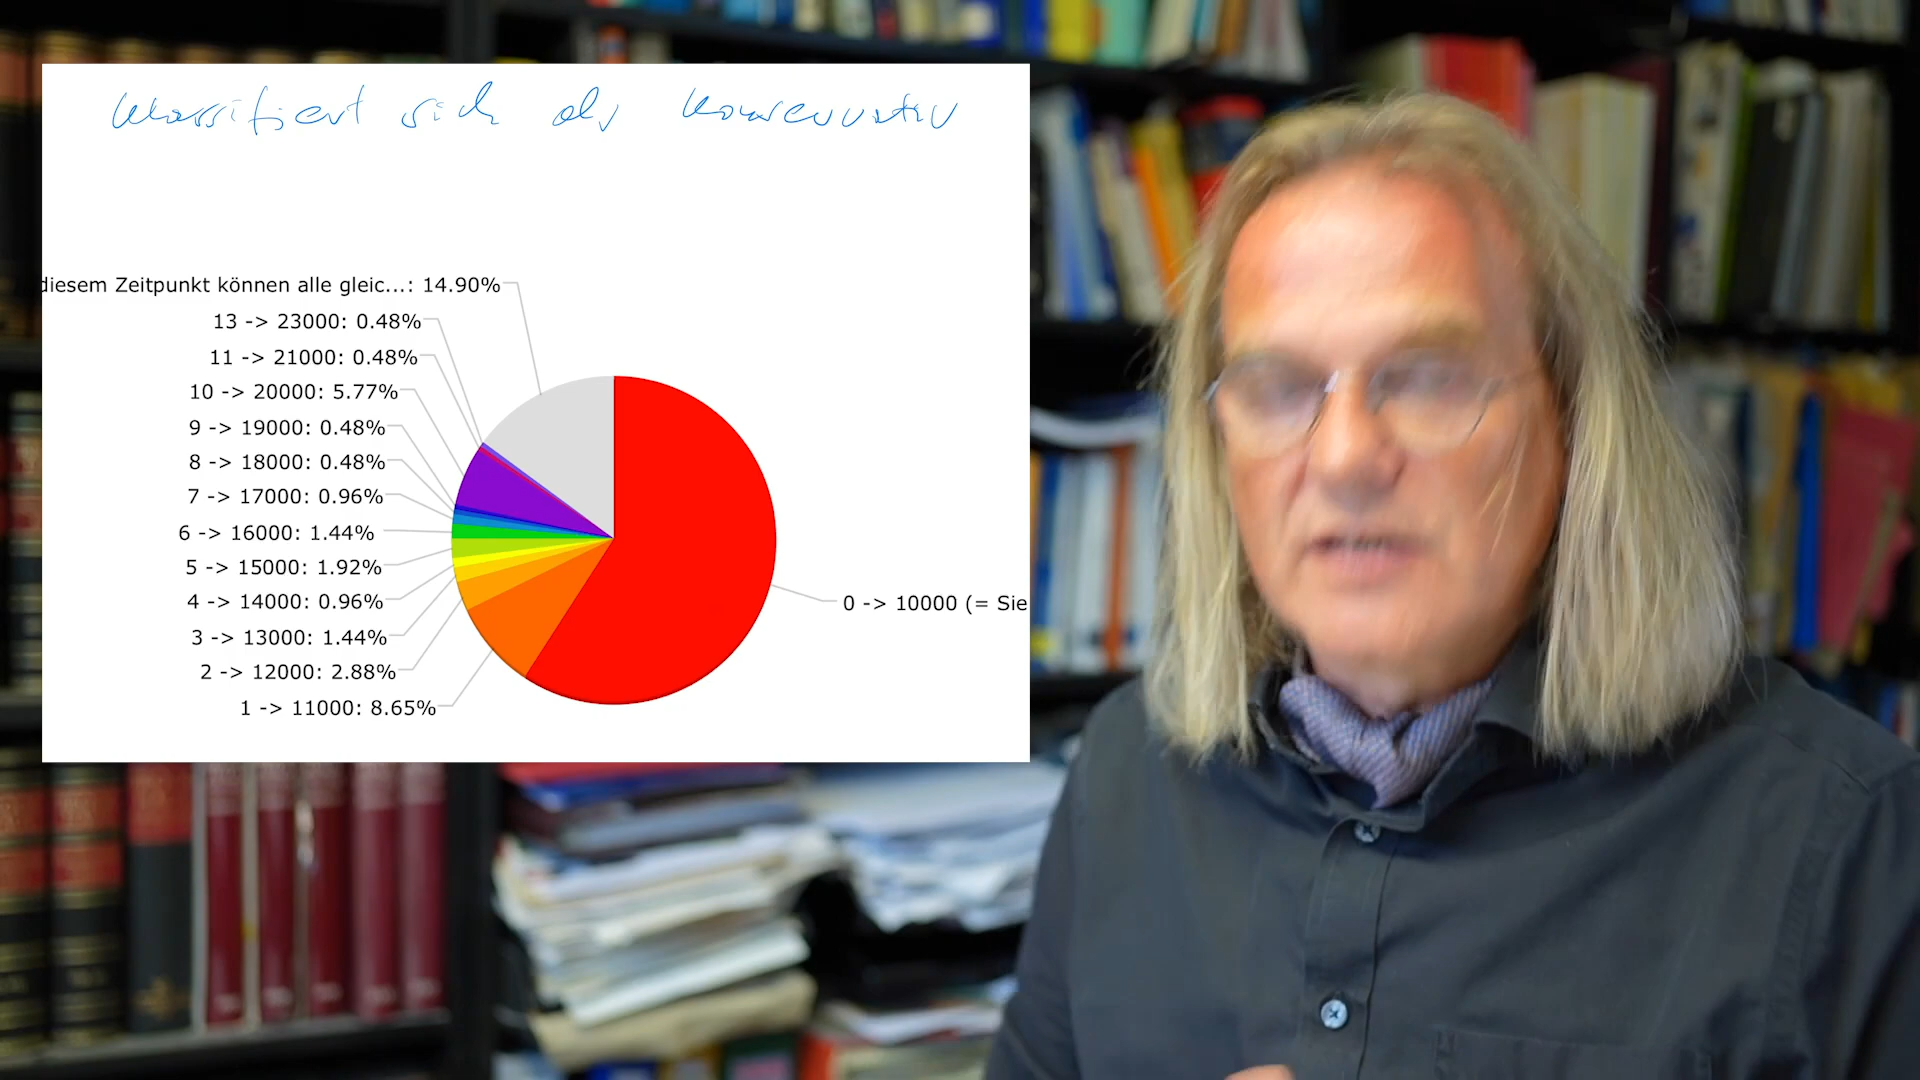 klassifiziert sich als konservativ
diesem Zeitpunkt können alle gleic...: 14.90%
13 -> 23000: 0.48%
11 -> 21000: 0.48%
10 -> 20000: 5.77%
9 -> 19000: 0.48%
8 -> 18000: 0.48%
7 -> 17000: 0.96%
6 -> 16000: 1.44%
5 -> 15000: 1.92%
4 -> 14000: 0.96%
3 -> 13000: 1.44%
2 -> 12000: 2.88%
1 -> 11000: 8.65%
0 -> 10000 (= Sie